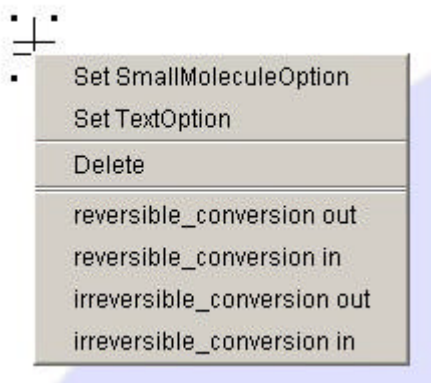 Set SmallMoleculeOption
Set TextOption
Delete
reversible_conversion out
reversible_conversion in
irreversible_conversion out
irreversible_conversion in